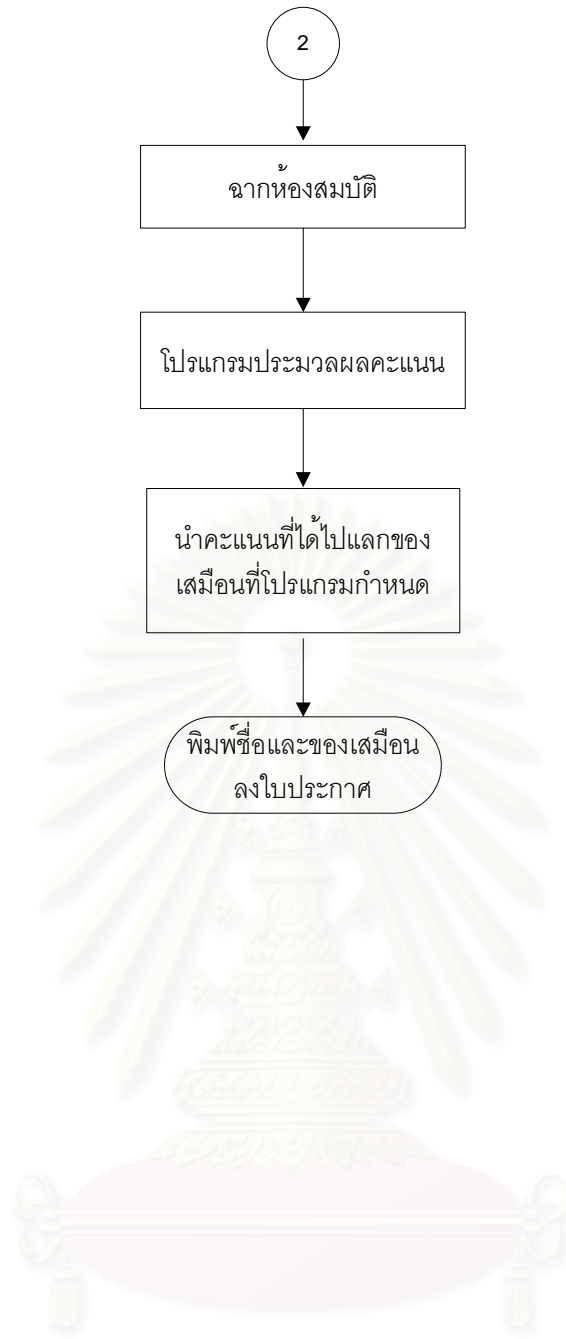 2
ฉากห้องสมบัติ
โปรแกรมประมวลผลคะแนน
นำคะแนนที่ได้ไปแลกของ
เสมือนที่โปรแกรมกำหนด
พิมพ์ชื่อและของเสมือน
ลงใบประกาศ